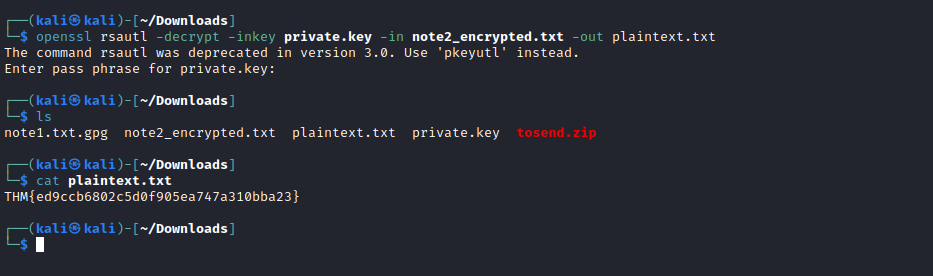 ┌──(kali㉿kali)-[~/Downloads]
└─$ openssl rsautl -decrypt -inkey private.key -in note2_encrypted.txt -out plaintext.txt
The command rsautl was deprecated in version 3.0. Use 'pkeyutl' instead.
Enter pass phrase for private.key:
┌──(kali㉿kali)-[~/Downloads]
└─$ ls
note1.txt.gpg  note2_encrypted.txt  plaintext.txt  private.key  tosend.zip
┌──(kali㉿kali)-[~/Downloads]
└─$ cat plaintext.txt
THM{ed9ccb6802c5d0f905ea747a310bba23}
┌──(kali㉿kali)-[~/Downloads]
└─$